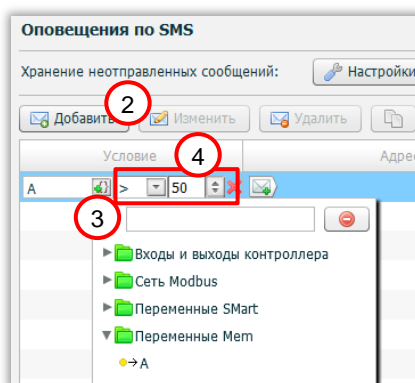 Оповещения по SMS
Хранение неотправленных сообщений: Настройки
2
Добавить Изменить Удалить
Условие 4 Адрес
A > 50
3
Входы и выходы контроллера
Сеть Modbus
Переменные SMart
Переменные Mem
A